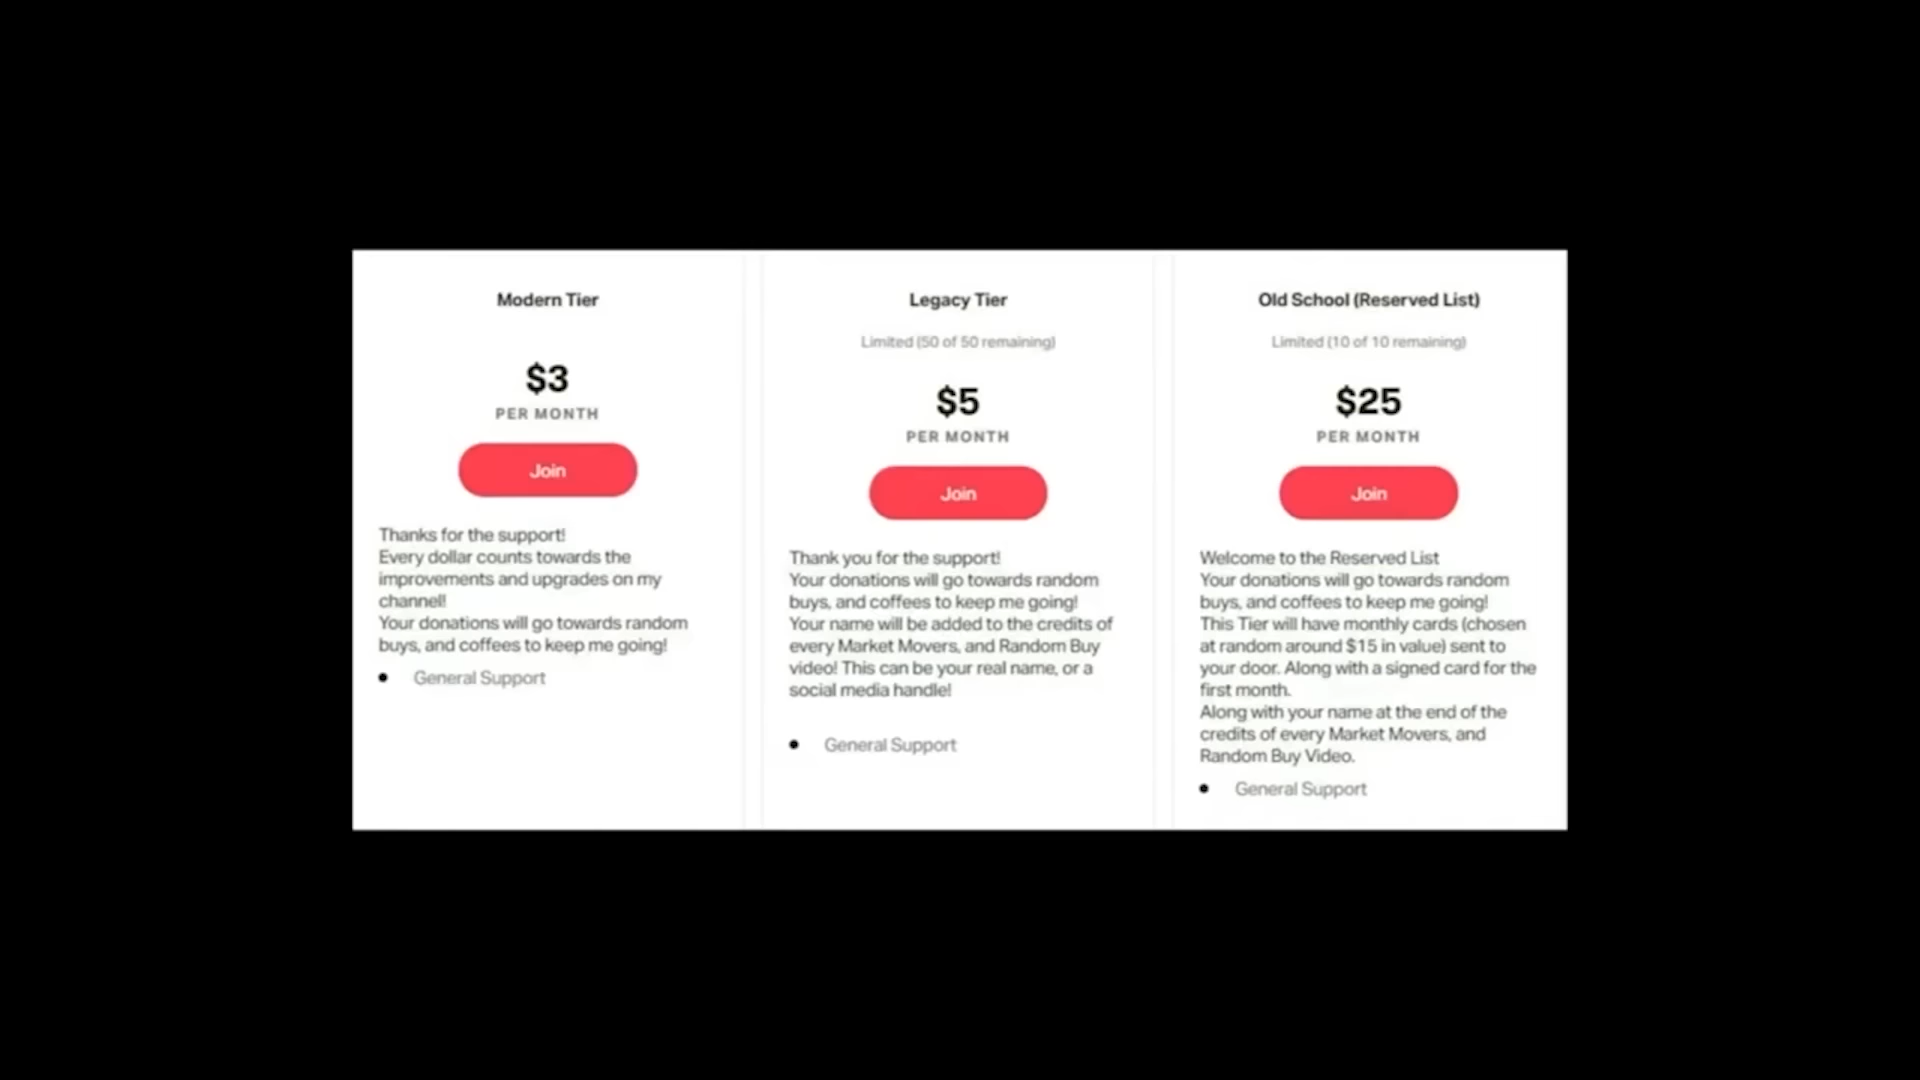 Modern Tier
$3
PER MONTH
Join
Thanks for the support!
Every dollar counts towards the
improvements and upgrades on my
channel!
Your donations will go towards random
buys, and coffees to keep me going!
General Support
Legacy Tier
Limited (50 of 50 remaining)
$5
PER MONTH
Join
Thank you for the support!
Your donations will go towards random
buys, and coffees to keep me going!
Your name will be added to the credits of
every Market Movers, and Random Buy
video! This can be your real name, or a
social media handle!
General Support
Old School (Reserved List)
Limited (10 of 10 remaining)
$25
PER MONTH
Join
Welcome to the Reserved List
Your donations will go towards random
buys, and coffees to keep me going!
This Tier will have monthly cards (chosen
at random around $15 in value) sent to
your door. Along with a signed card for the
first month.
Along with your name at the end of the
credits of every Market Movers, and
Random Buy Video.
General Support